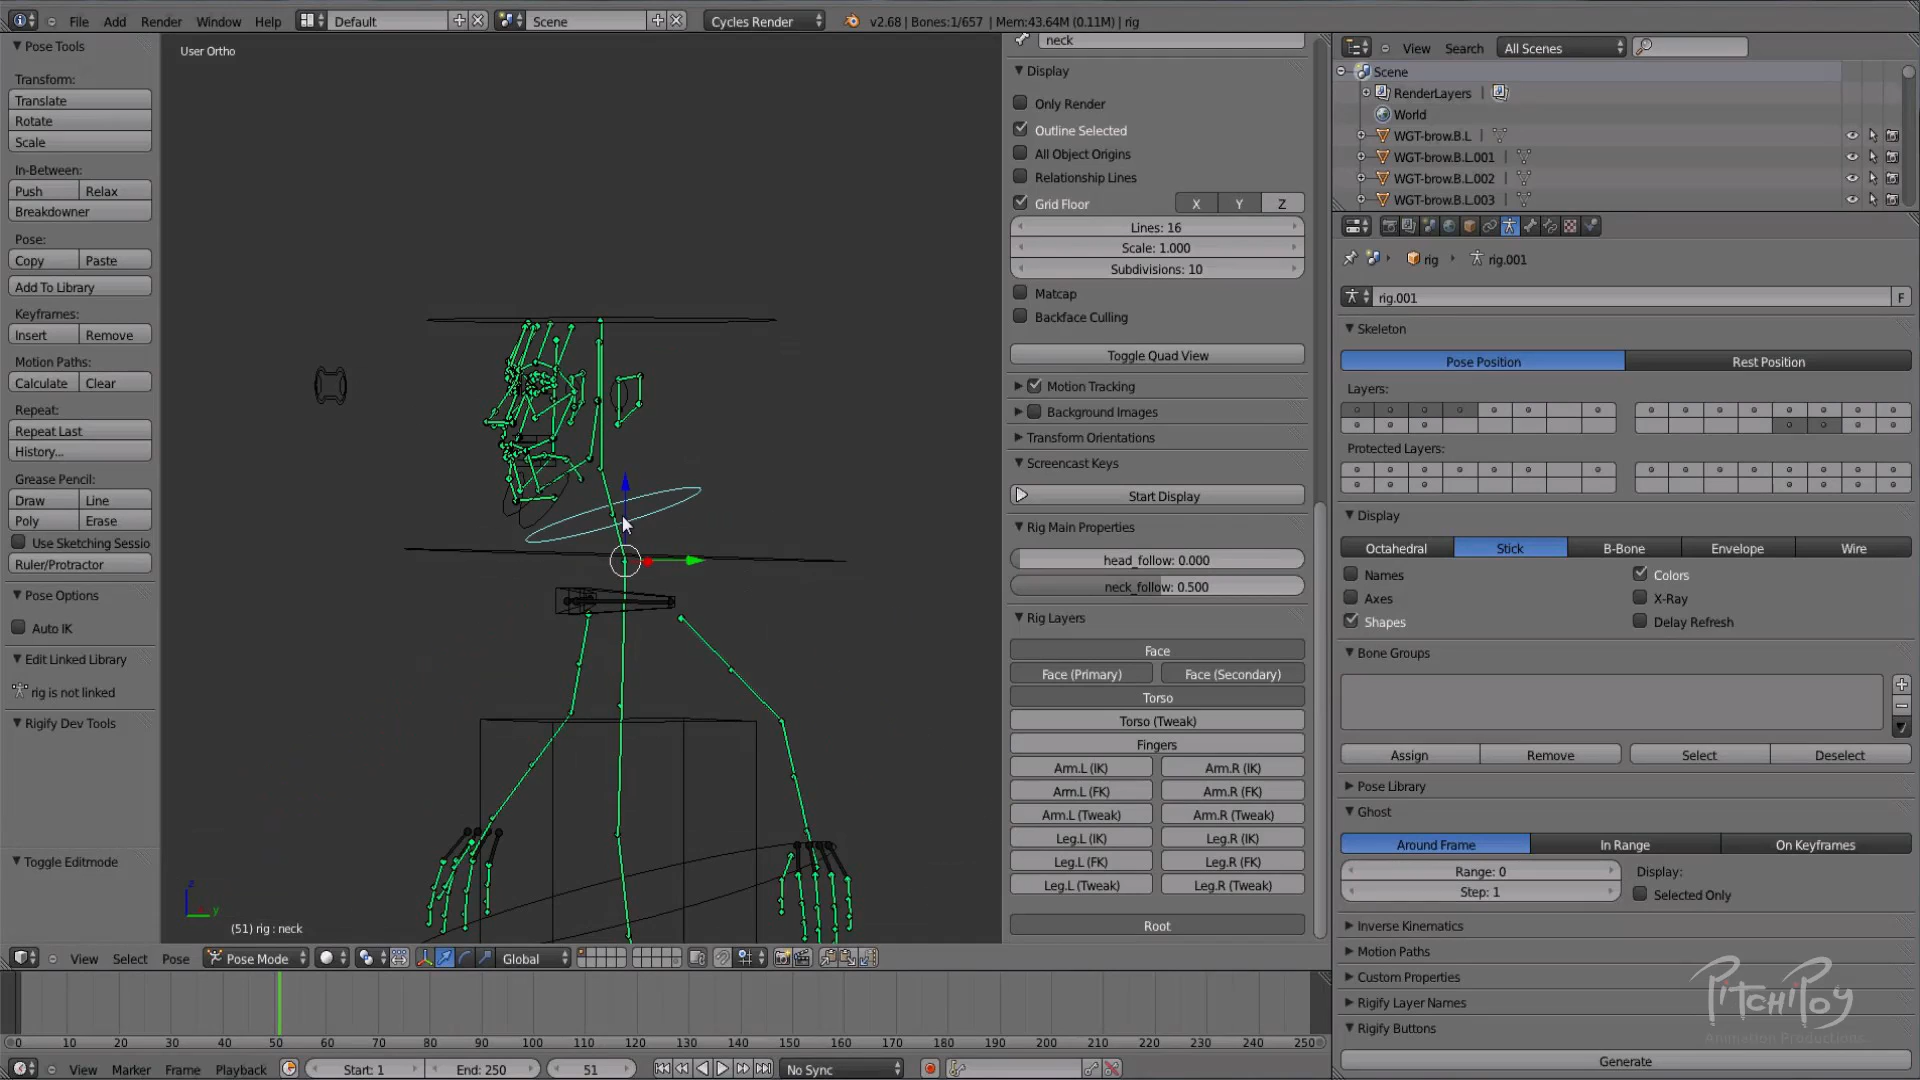 File Add Render Window Help Default Scene Cycles Render v2.68 | Bones:1/657 | Mem:43.64M (0.11M) | rig
Pose Tools
Transform:
Translate
Rotate
Scale
In-Between:
Push Relax
Breakdowner
Pose:
Copy Paste
Add To Library
Keyframes:
Insert Remove
Motion Paths:
Calculate Clear
Repeat:
Repeat Last
History...
Grease Pencil:
Draw Line
Poly Erase
Use Sketching Sessio
Ruler/Protractor
Pose Options
Auto IK
Edit Linked Library
rig is not linked
Rigify Dev Tools
Toggle Editmode
User Ortho
z
y
(51) rig : neck
neck
Display
Only Render
Outline Selected
All Object Origins
Relationship Lines
Grid Floor X Y Z
Lines: 16
Scale: 1.000
Subdivisions: 10
Matcap
Backface Culling
Toggle Quad View
Motion Tracking
Background Images
Transform Orientations
Screencast Keys
Start Display
Rig Main Properties
head_follow: 0.000
neck_follow: 0.500
Rig Layers
Face
Face (Primary) Face (Secondary)
Torso
Torso (Tweak)
Fingers
Arm.L (IK) Arm.R (IK)
Arm.L (FK) Arm.R (FK)
Arm.L (Tweak) Arm.R (Tweak)
Leg.L (IK) Leg.R (IK)
Leg.L (FK) Leg.R (FK)
Leg.L (Tweak) Leg.R (Tweak)
Root
View Search All Scenes
Scene
RenderLayers |
World
WGT-brow.B.L |
WGT-brow.B.L.001 |
WGT-brow.B.L.002 |
WGT-brow.B.L.003 |
rig rig.001
rig.001 F
Skeleton
Pose Position Rest Position
Layers:
Protected Layers:
Display
Octahedral Stick B-Bone Envelope Wire
Names Colors
Axes X-Ray
Shapes Delay Refresh
Bone Groups
Assign Remove Select Deselect
Pose Library
Ghost
Around Frame In Range On Keyframes
Range: 0 Display:
Step: 1 Selected Only
Inverse Kinematics
Motion Paths
Custom Properties
Rigify Layer Names
Rigify Buttons
Generate
PitchiPoy
Animation Productions
View Select Pose Pose Mode Global
0 10 20 30 40 50 60 70 80 90 100 110 120 130 140 150 160 170 180 190 200 210 220 230 240 250
View Marker Frame Playback Start: 1 End: 250 51 No Sync